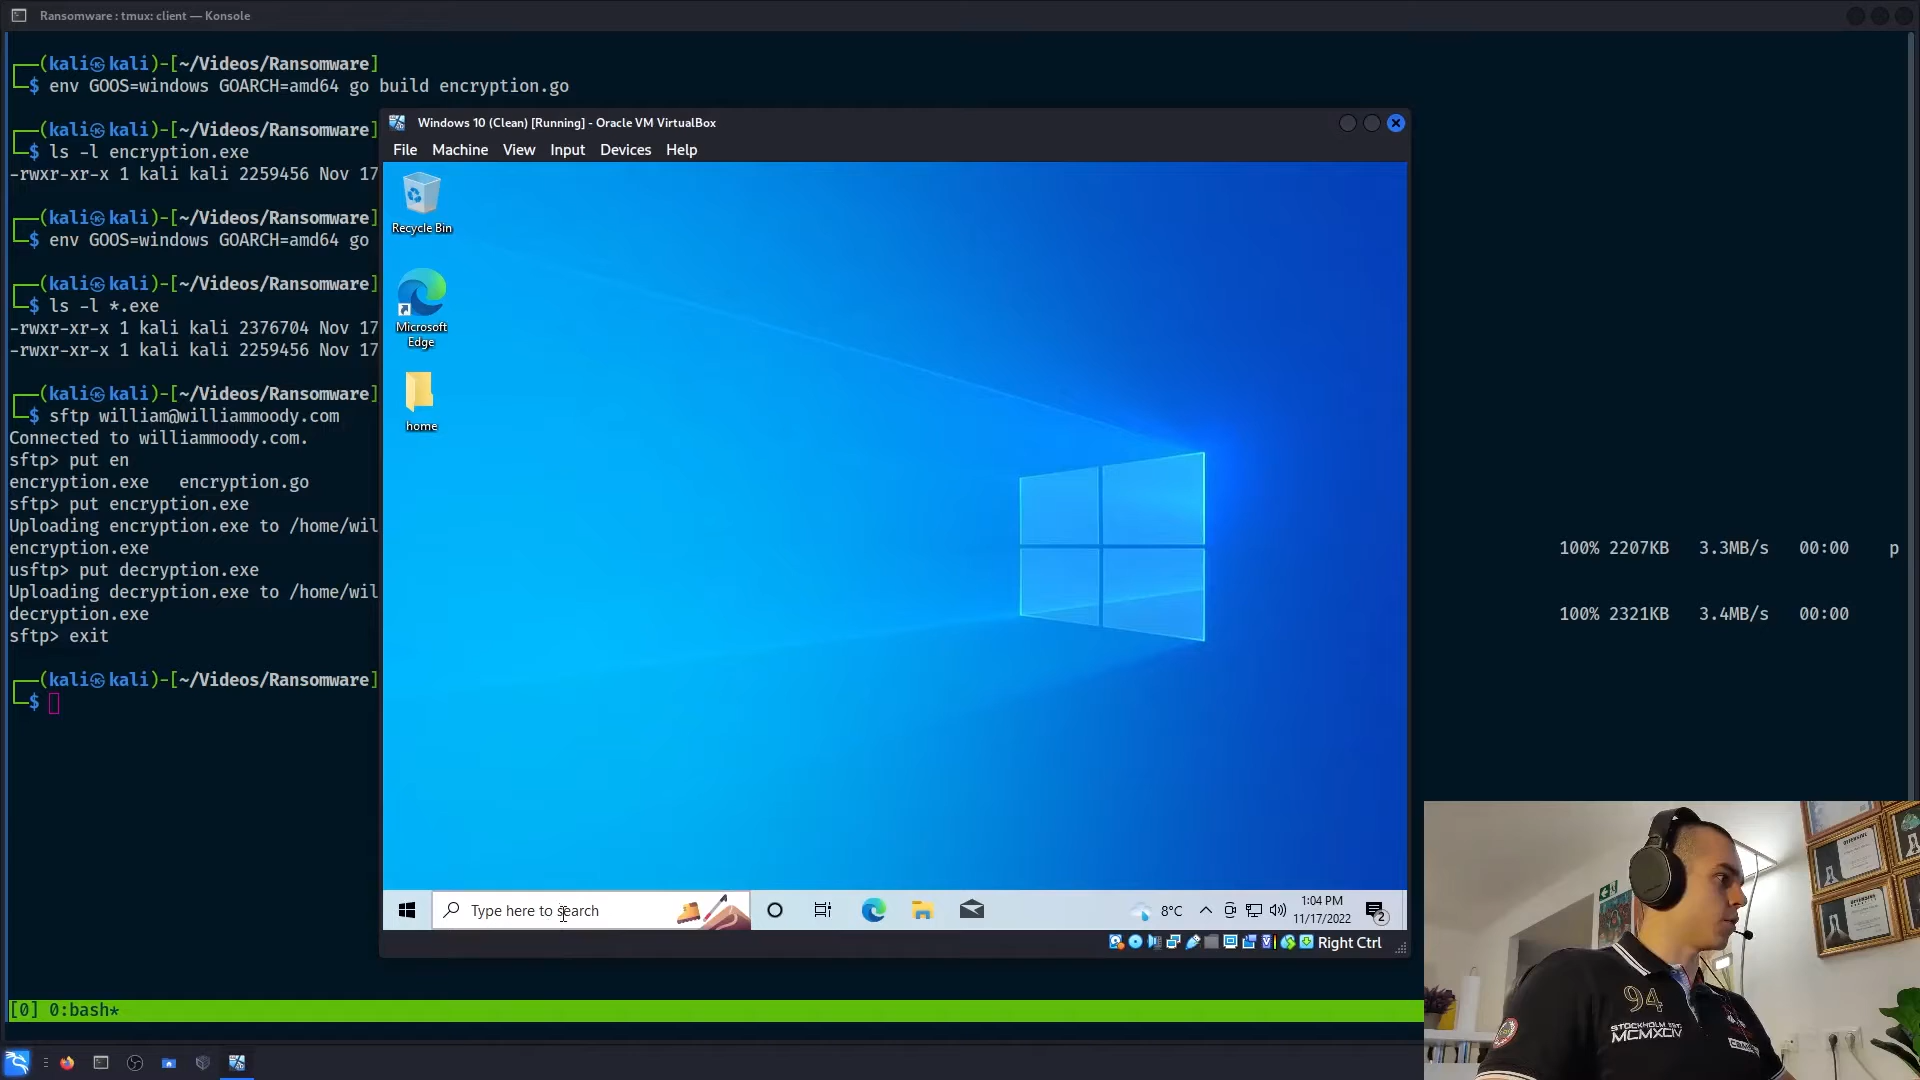 Ransomware : tmux: client — Konsole
(kali㉿kali)-[~/Videos/Ransomware]
$ env GOOS=windows GOARCH=amd64 go build encryption.go
(kali㉿kali)-[~/Videos/Ransomware]
$ ls -l encryption.exe
-rwxr-xr-x 1 kali kali 2259456 Nov 17
(kali㉿kali)-[~/Videos/Ransomware]
$ env GOOS=windows GOARCH=amd64 go
(kali㉿kali)-[~/Videos/Ransomware]
$ ls -l *.exe
-rwxr-xr-x 1 kali kali 2376704 Nov 17
-rwxr-xr-x 1 kali kali 2259456 Nov 17
(kali㉿kali)-[~/Videos/Ransomware]
$ sftp william@williammoody.com
Connected to williammoody.com.
sftp> put en
encryption.exe encryption.go
sftp> put encryption.exe
Uploading encryption.exe to /home/wil
encryption.exe 100% 2207KB 3.3MB/s 00:00 p
usftp> put decryption.exe
Uploading decryption.exe to /home/wil
decryption.exe 100% 2321KB 3.4MB/s 00:00
sftp> exit
(kali㉿kali)-[~/Videos/Ransomware]
$
[0] 0:bash*
Windows 10 (Clean) [Running] - Oracle VM VirtualBox
File Machine View Input Devices Help
Recycle Bin
Microsoft
Edge
home
Type here to search
8°C
1:04 PM
11/17/2022
2
Right Ctrl
94
STOCKHOLM EST.
MCMXCIV